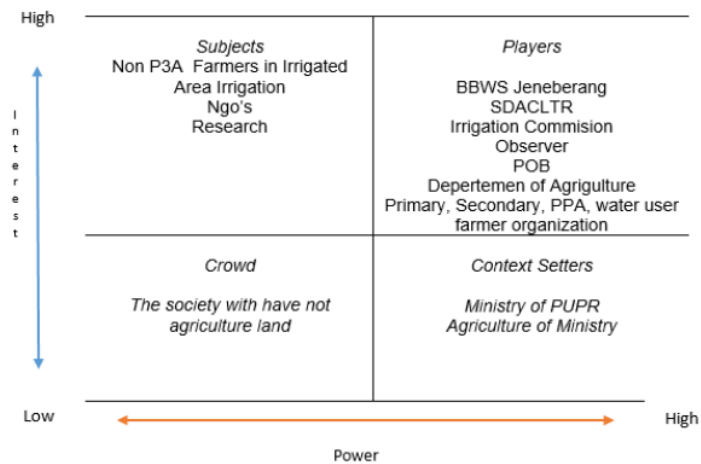 High
Subjects
Non P3A Farmers in Irrigated
Area Irrigation
Ngo's
Research
Players
BBWS Jeneberang
SDACLTR
Irrigation Commision
Observer
POB
Depertemen of Agrigulture
Primary, Secondary, PPA, water user
farmer organization
Interest
Crowd
The society with have not
agriculture land
Context Setters
Ministry of PUPR
Agriculture of Ministry
Low
High
Power